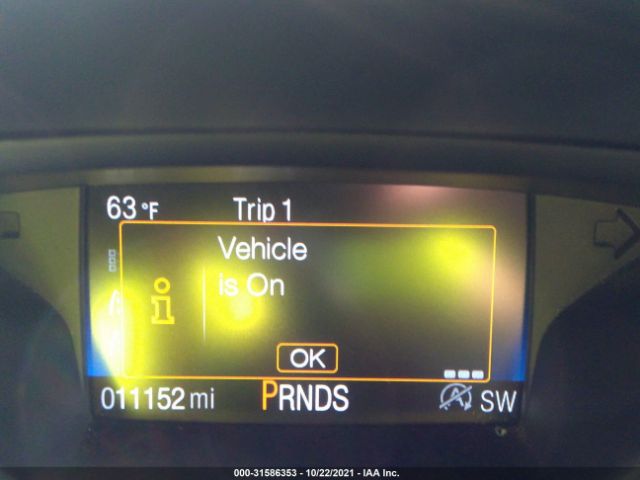 63 °F Trip 1
Vehicle
is On
OK
011152 mi PRNDS SW
000-31586353 - 10/22/2021 - IAA Inc.